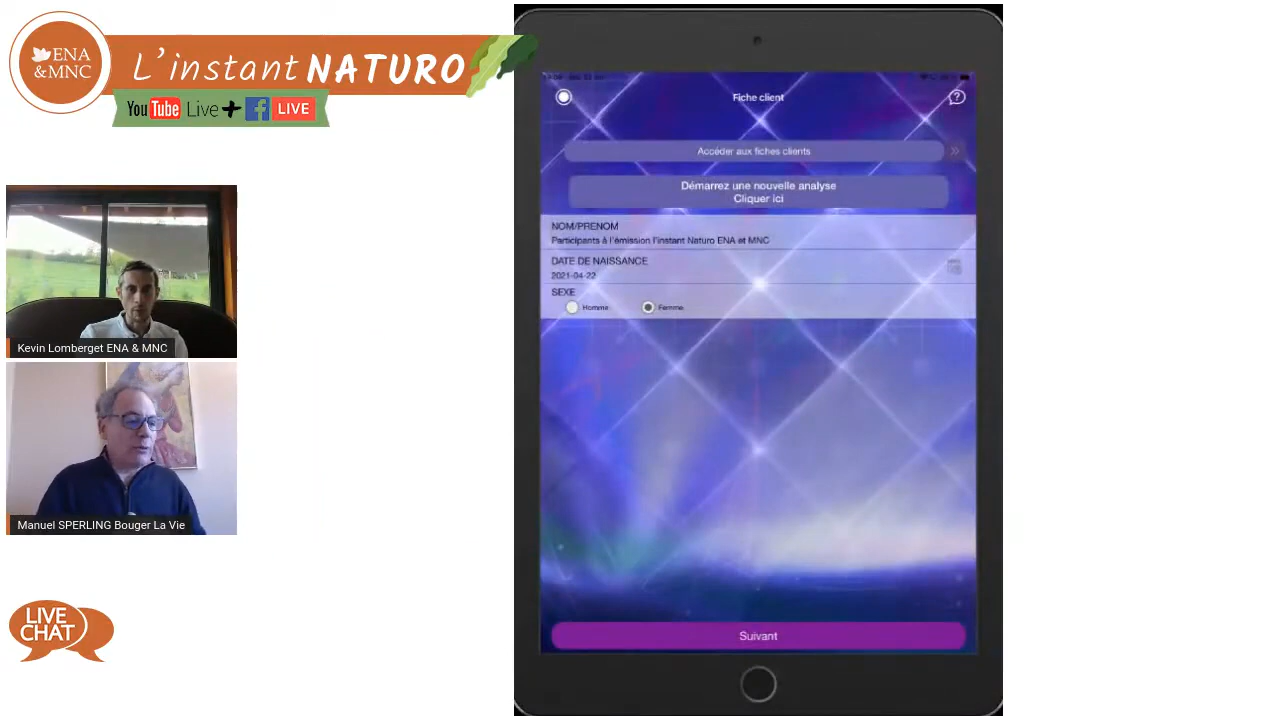 ENA
&MNC
L'instant NATURO
YouTube Live + f LIVE
Kevin Lomberget ENA & MNC
Manuel SPERLING Bouger La Vie
LIVE
CHAT
Fiche client
?
Accéder aux fiches clients
Démarrez une nouvelle analyse
Cliquer ici
NOM/PRENOM
Participants à l'émission l'instant Naturo ENA et MNC
DATE DE NAISSANCE
2021-04-22
SEXE
Homme
Femme
Suivant